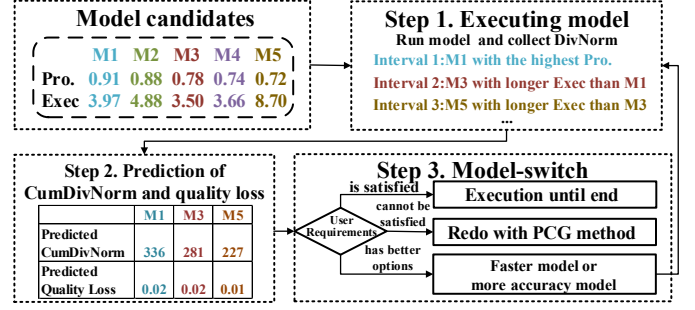 Model candidates
M1 M2 M3 M4 M5
Pro. 0.91 0.88 0.78 0.74 0.72
Exec 3.97 4.88 3.50 3.66 8.70
Step 1. Executing model
Run model and collect DivNorm
Interval 1:M1 with the highest Pro.
Interval 2:M3 with longer Exec than M1
Interval 3:M5 with longer Exec than M3
...
Step 2. Prediction of
CumDivNorm and quality loss
M1 M3 M5
Predicted
CumDivNorm 336 281 227
Predicted
Quality Loss 0.02 0.02 0.01
Step 3. Model-switch
User
Requirements
is satisfied
Execution until end
cannot be
satisfied
Redo with PCG method
has better
options
Faster model or
more accuracy model